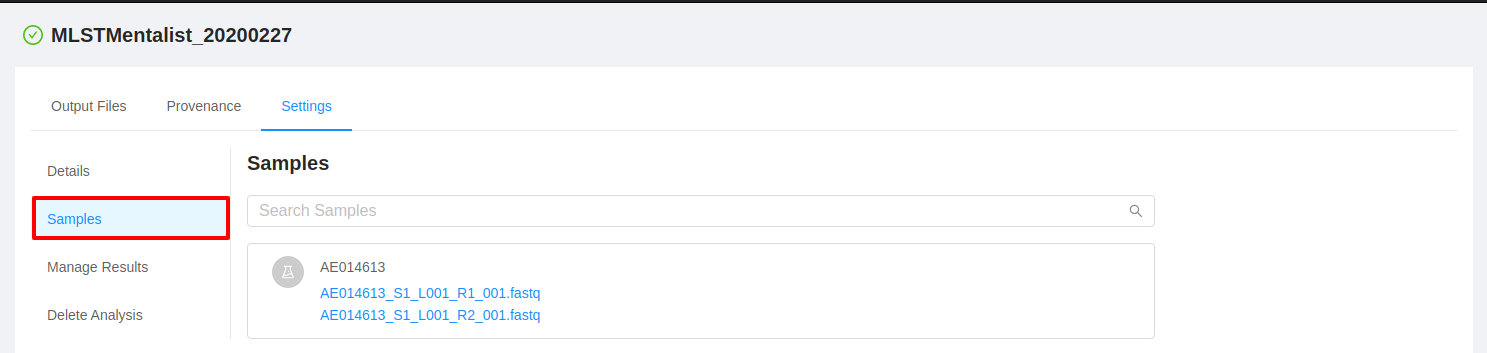 MLSTMentalist_20200227
Output Files Provenance Settings
Details
Samples
Manage Results
Delete Analysis
Samples
Search Samples
AE014613
AE014613_S1_L001_R1_001.fastq
AE014613_S1_L001_R2_001.fastq